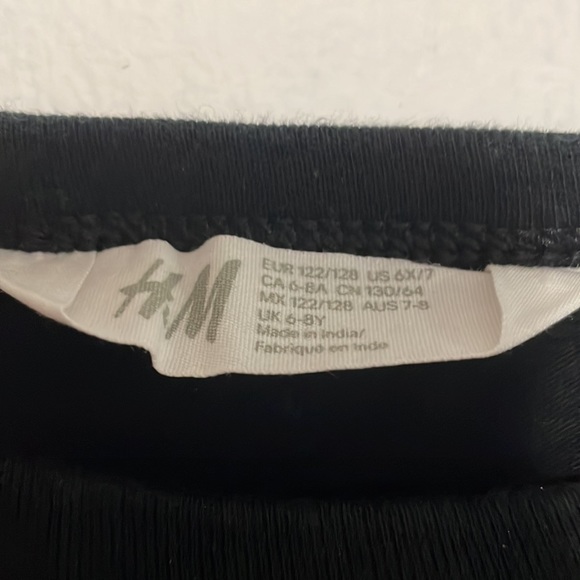 H&M
EUR 122/128 US 6X/7
CA 6-8A CN 130/64
MX 122/128 AUS 7-8
UK 6-8Y
Made in India/
Fabriqué en Inde